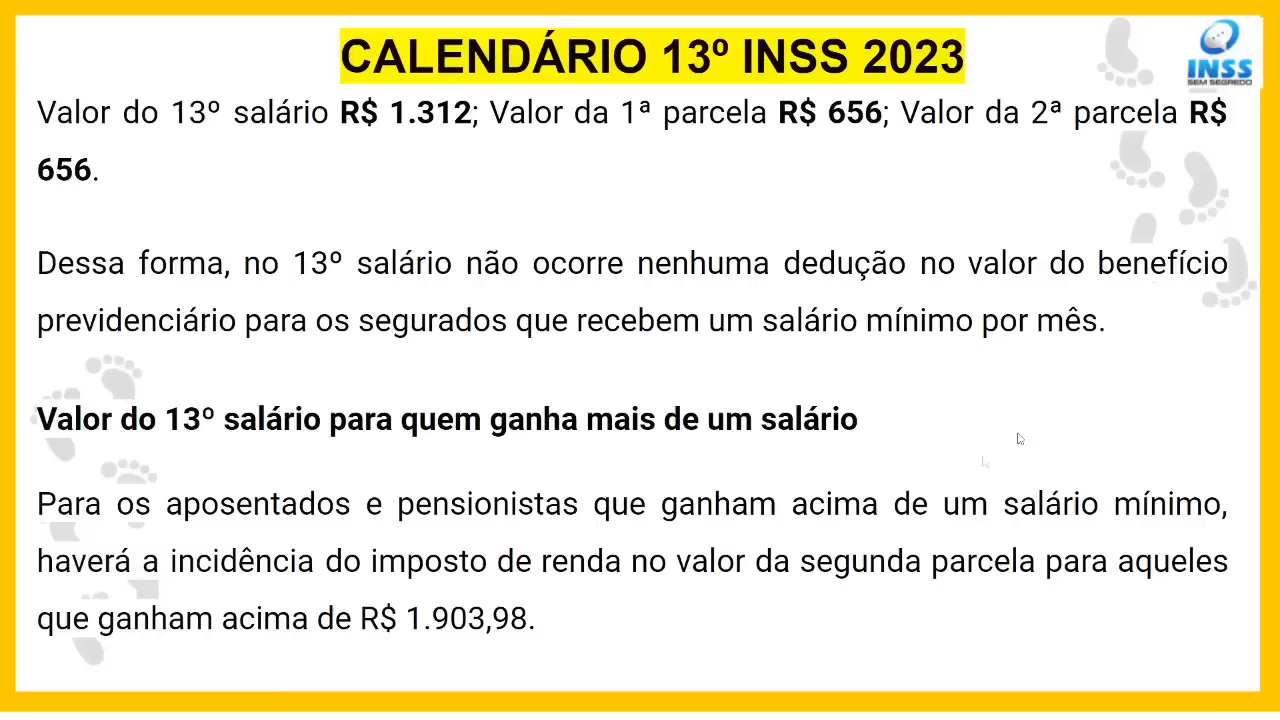 CALENDÁRIO 13º INSS 2023
INSS
SEM SEGREDO
Valor do 13º salário R$ 1.312; Valor da 1ª parcela R$ 656; Valor da 2ª parcela R$
656.
Dessa forma, no 13º salário não ocorre nenhuma dedução no valor do benefício
previdenciário para os segurados que recebem um salário mínimo por mês.
Valor do 13º salário para quem ganha mais de um salário
Para os aposentados e pensionistas que ganham acima de um salário mínimo,
haverá a incidência do imposto de renda no valor da segunda parcela para aqueles
que ganham acima de R$ 1.903,98.